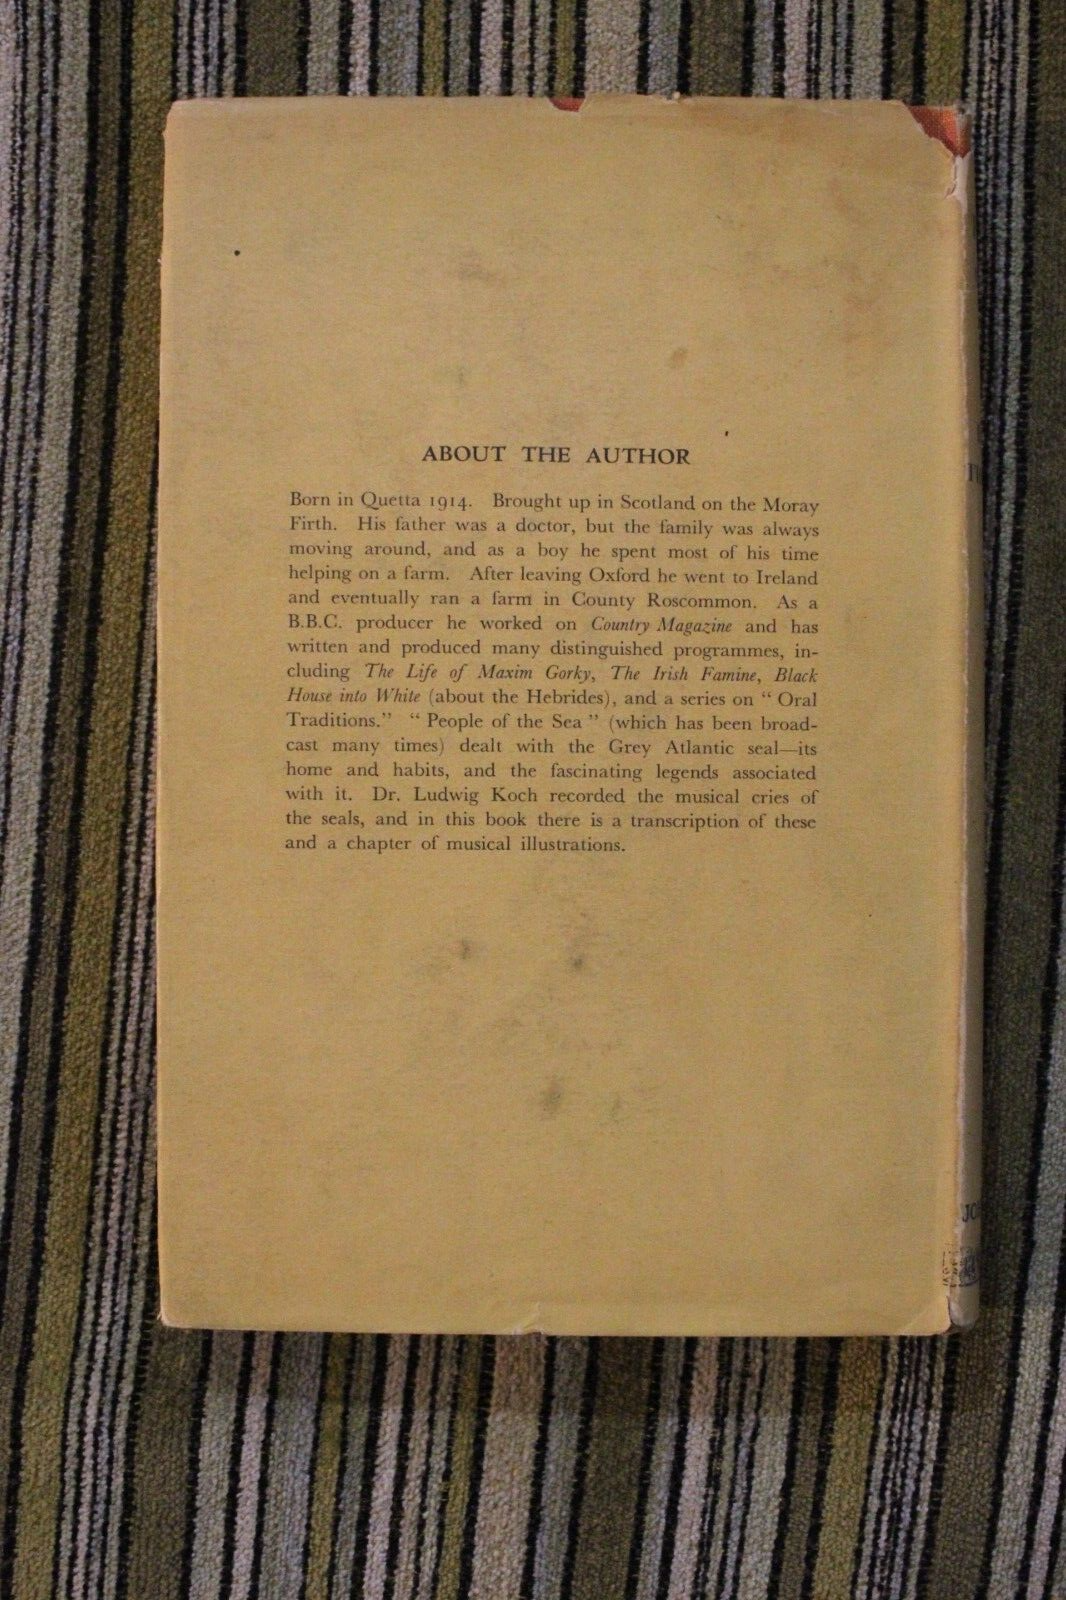 ABOUT THE AUTHOR
Born in Quetta 1914. Brought up in Scotland on the Moray
Firth. His father was a doctor, but the family was always
moving around, and as a boy he spent most of his time
helping on a farm. After leaving Oxford he went to Ireland
and eventually ran a farm in County Roscommon. As a
B.B.C. producer he worked on Country Magazine and has
written and produced many distinguished programmes, in-
cluding The Life of Maxim Gorky, The Irish Famine, Black
House into White (about the Hebrides), and a series on " Oral
Traditions." " People of the Sea " (which has been broad-
cast many times) dealt with the Grey Atlantic seal—its
home and habits, and the fascinating legends associated
with it. Dr. Ludwig Koch recorded the musical cries of
the seals, and in this book there is a transcription of these
and a chapter of musical illustrations.